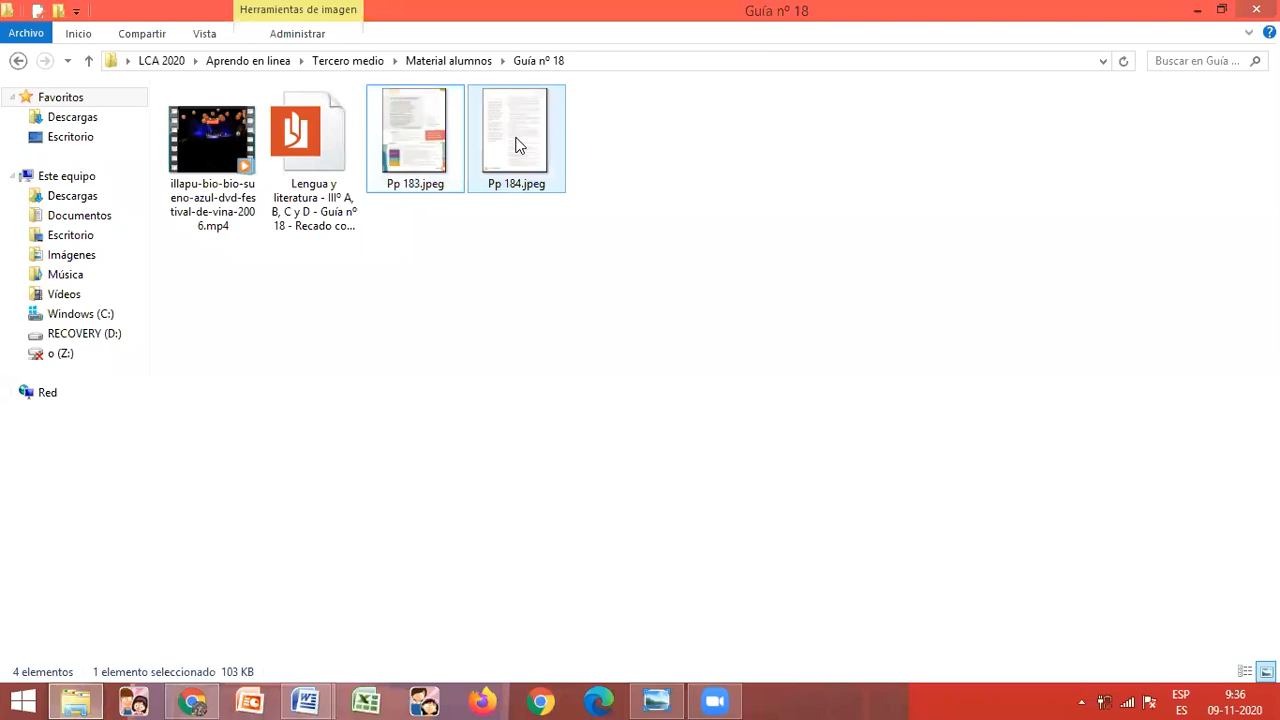 Herramientas de imagen
Guía nº 18
Archivo
Inicio
Compartir
Vista
Administrar
LCA 2020
Aprendo en linea
Tercero medio
Material alumnos
Guía nº 18
Buscar en Guía ...
Favoritos
Descargas
Escritorio
Este equipo
Descargas
Documentos
Escritorio
Imágenes
Música
Vídeos
Windows (C:)
RECOVERY (D:)
o (Z:)
Red
illapu-bio-bio-su
eno-azul-dvd-fes
tival-de-vina-200
6.mp4
Lengua y
literatura - IIIº A,
B, C y D - Guía nº
18 - Recado co...
Pp 183.jpeg
Pp 184.jpeg
4 elementos
1 elemento seleccionado 103 KB
ESP
ES
9:36
09-11-2020